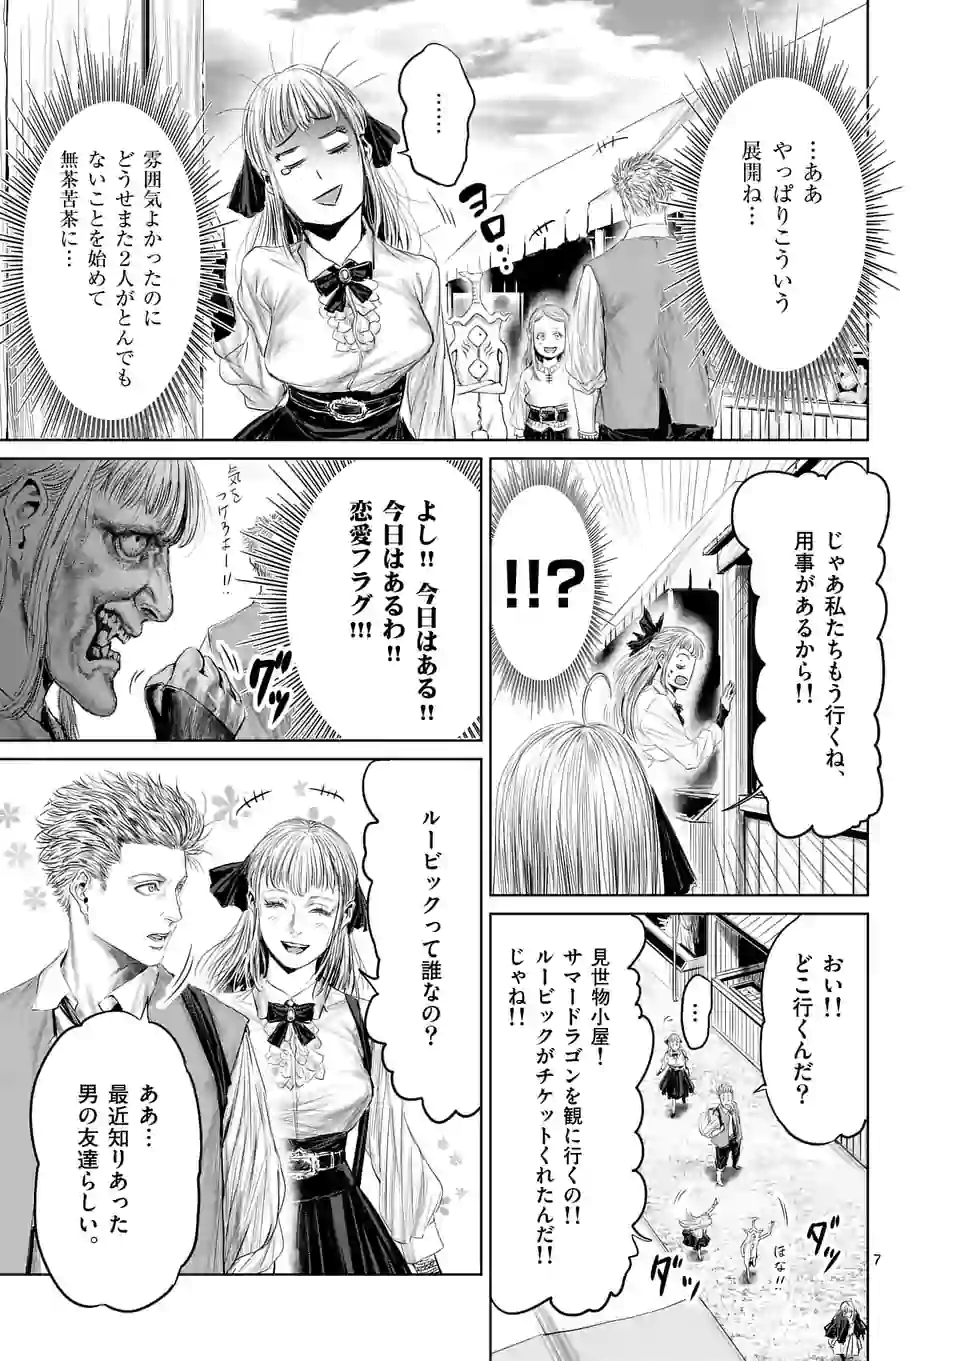 …ああ
やっぱりこういう
展開ね…
……
ヨロ…
雰囲気よかったのに
どうせまた２人がとんでも
ないことを始めて
無茶苦茶に…
じゃあ私たちもう行くね、
用事があるから！！
！！？
よし！！今日はある！！
今日はあるわ！！
恋愛フラグ！！！
気を
つけろよー！！
グッ
おい！！
どこ行くんだ？
…
見世物小屋！
サマードラゴンを観に行くの！！
ルービックがチケットくれたんだ！！
じゃね！！
ダッ
ダッ
ほな！！
ルービックって誰なの？
ああ…
最近知りあった
男の友達らしい。
7